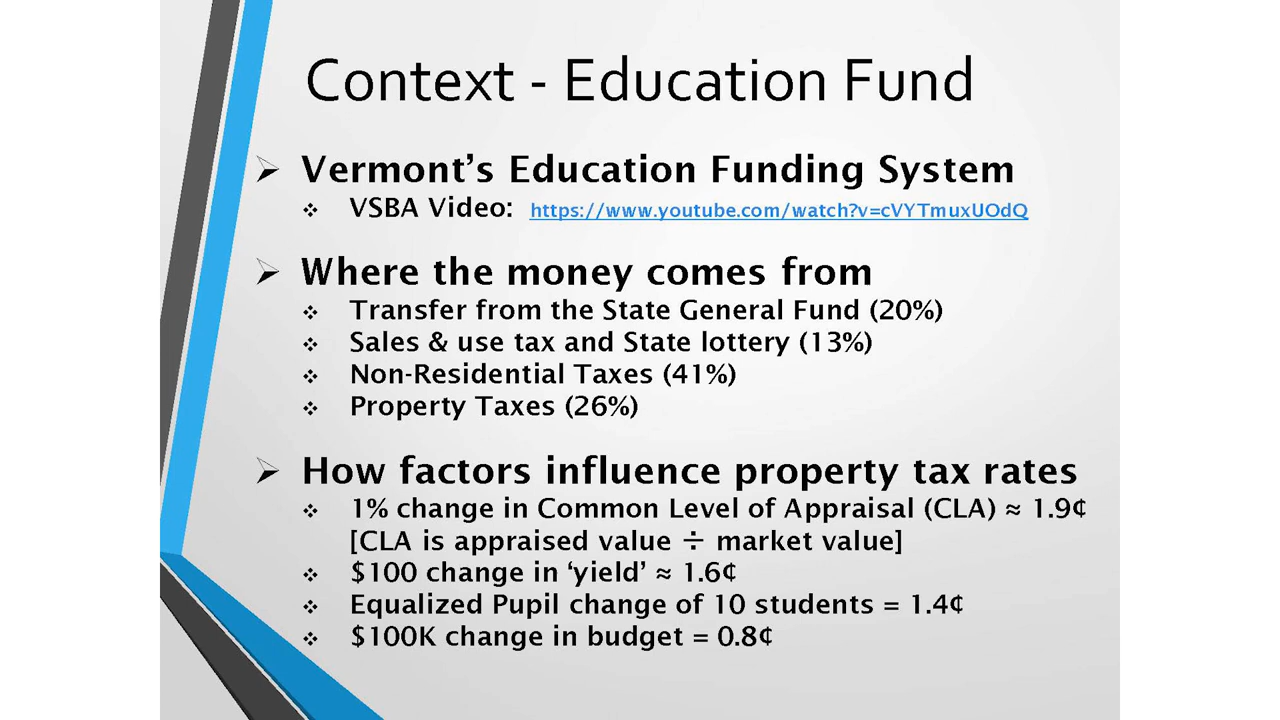 Context - Education Fund
Vermont’s Education Funding System
VSBA Video: https://www.youtube.com/watch?v=cVYTmuxUOdQ
Where the money comes from
Transfer from the State General Fund (20%)
Sales & use tax and State lottery (13%)
Non-Residential Taxes (41%)
Property Taxes (26%)
How factors influence property tax rates
1% change in Common Level of Appraisal (CLA) ≈ 1.9¢
[CLA is appraised value ÷ market value]
$100 change in ‘yield’ ≈ 1.6¢
Equalized Pupil change of 10 students = 1.4¢
$100K change in budget = 0.8¢